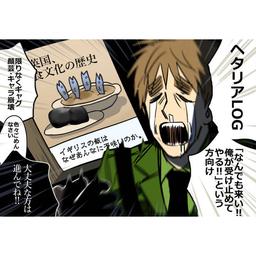 ヘタリアLOG
「なんでも来い!!
俺が受け止めて
やる!!」という
方向け
英国、
食文化の歴史
イギリスの飯は
なぜあんなに不味いのか。
限りなくギャグ
顔芸・キャラ崩壊
色々ごめん
なさい
大丈夫な方は
進んでね!!